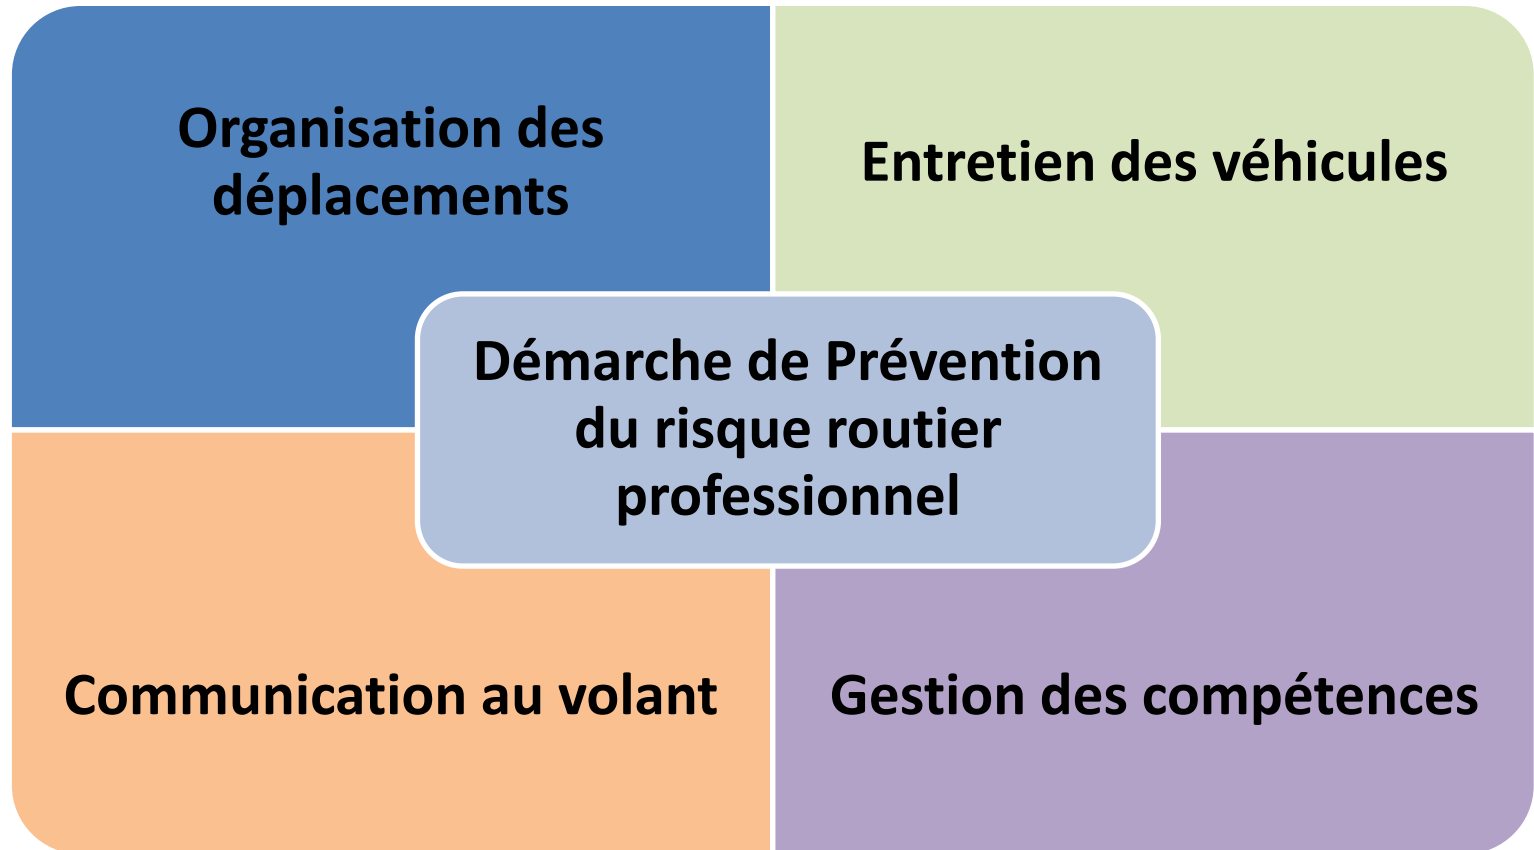 Organisation des
déplacements
Entretien des véhicules
Démarche de Prévention
du risque routier
professionnel
Communication au volant
Gestion des compétences